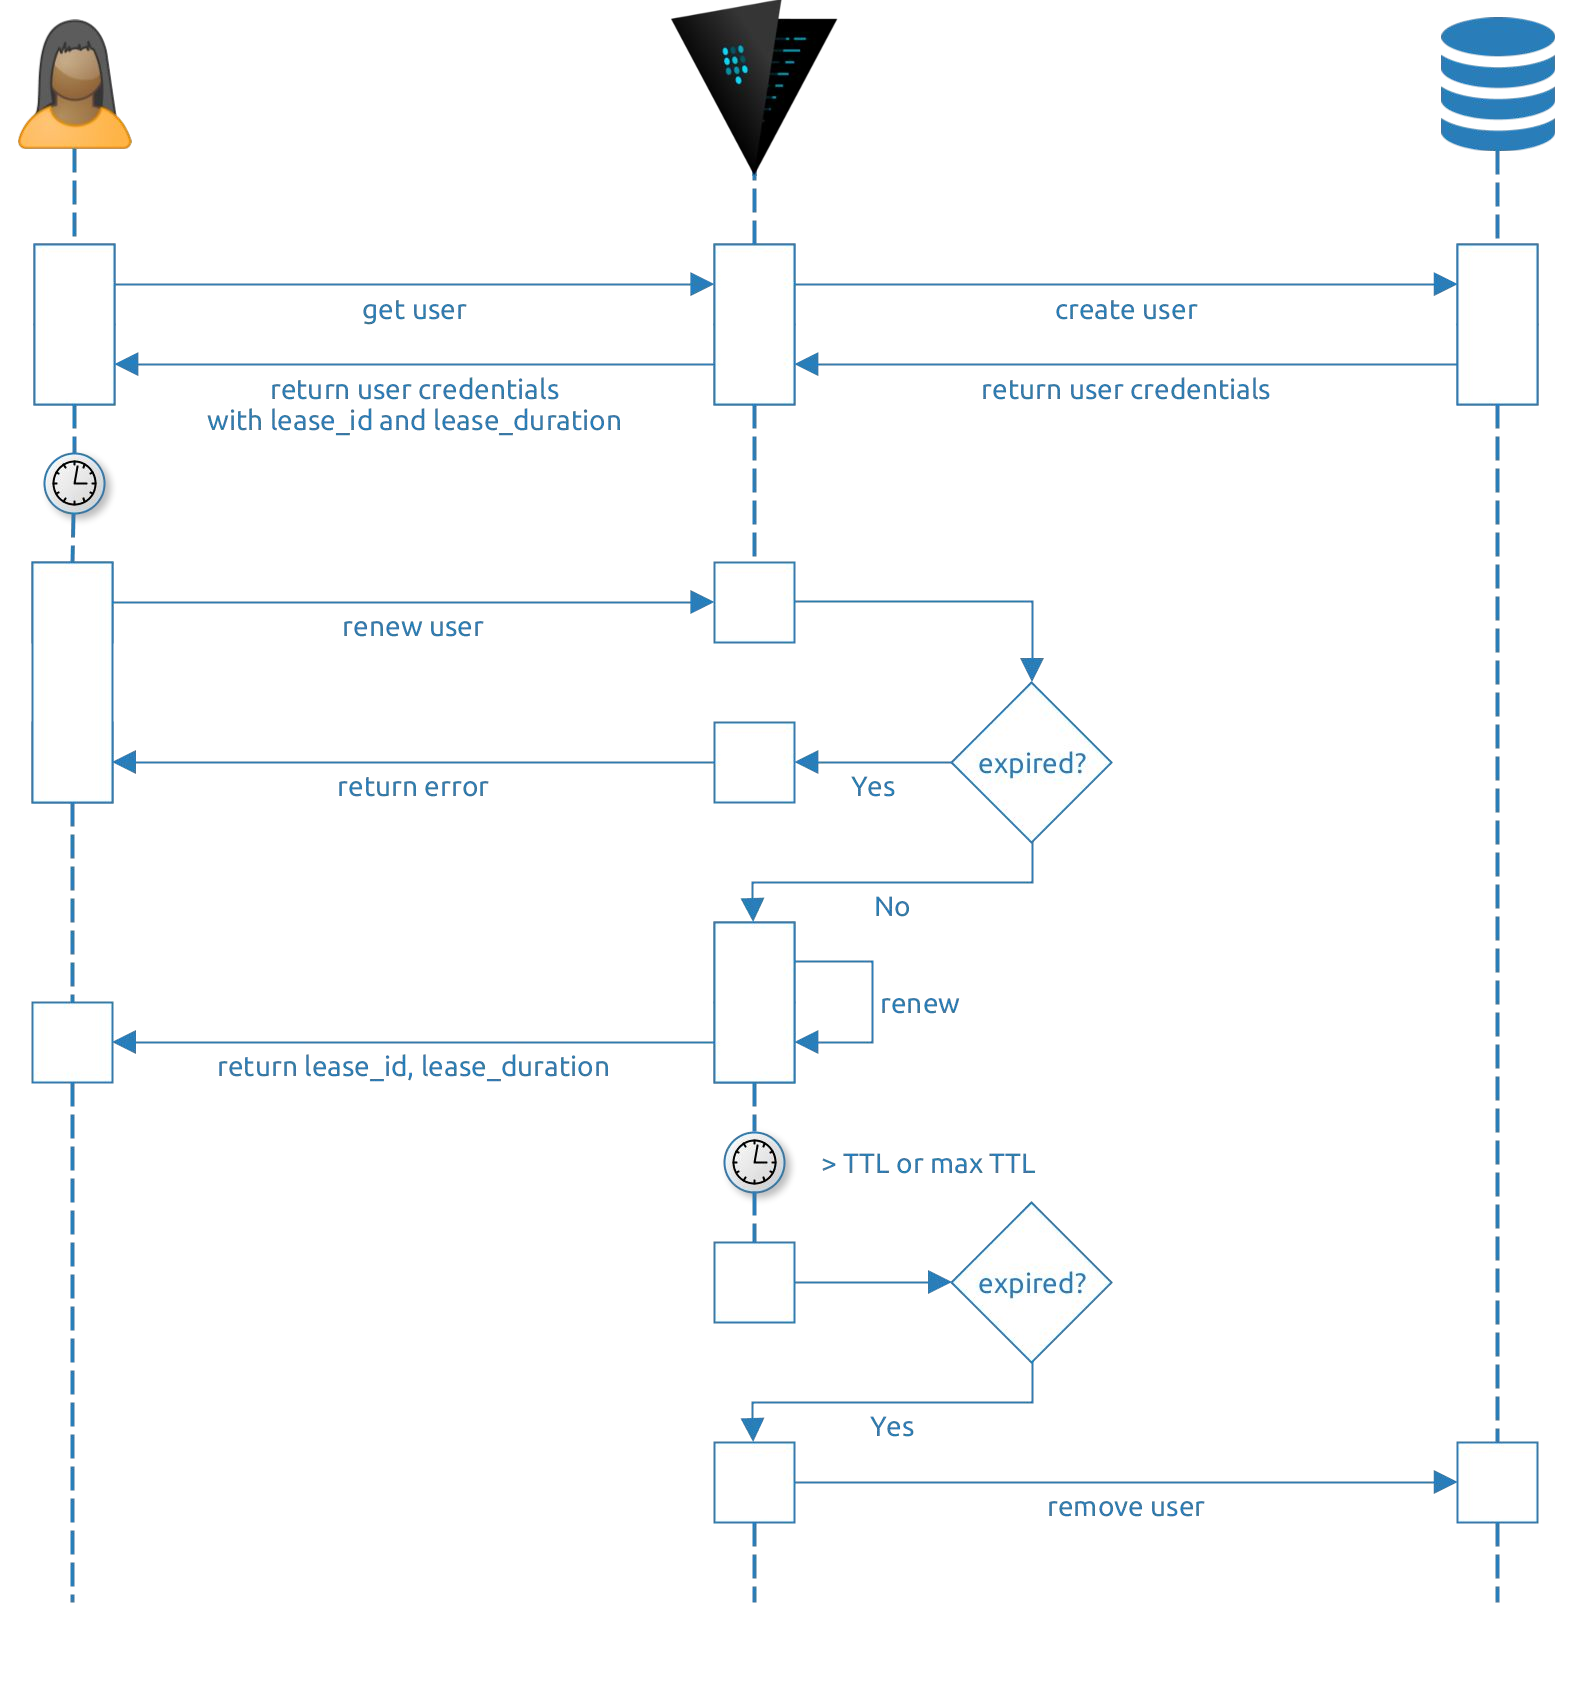 get user
create user
return user credentials
with lease_id and lease_duration
return user credentials
renew user
expired?
return error
Yes
No
renew
return lease_id, lease_duration
> TTL or max TTL
expired?
Yes
remove user